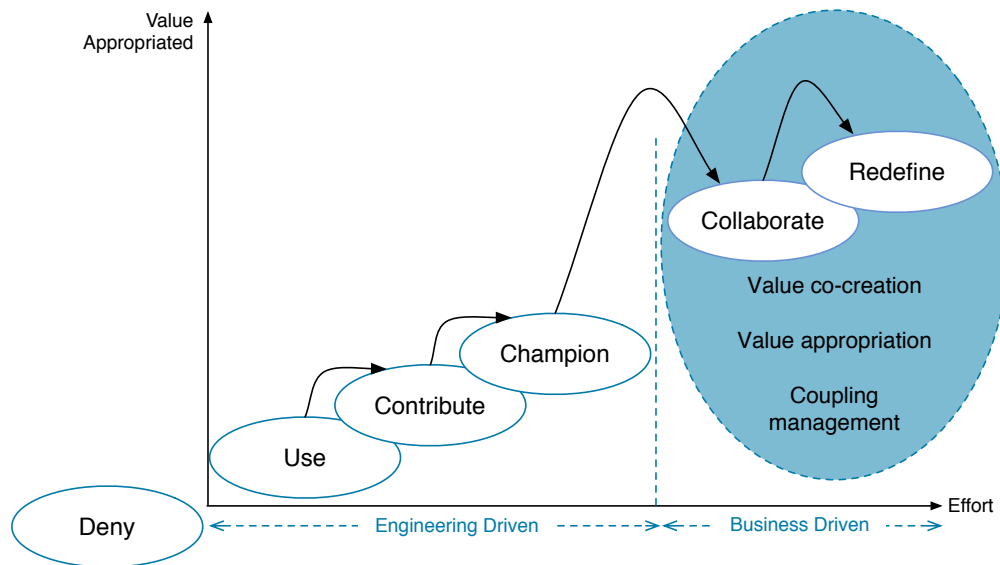 Value
Appropriated
Redefine
Collaborate
Value co-creation
Value appropriation
Champion
Coupling
management
Contribute
Use
Effort
Deny
Engineering Driven
Business Driven